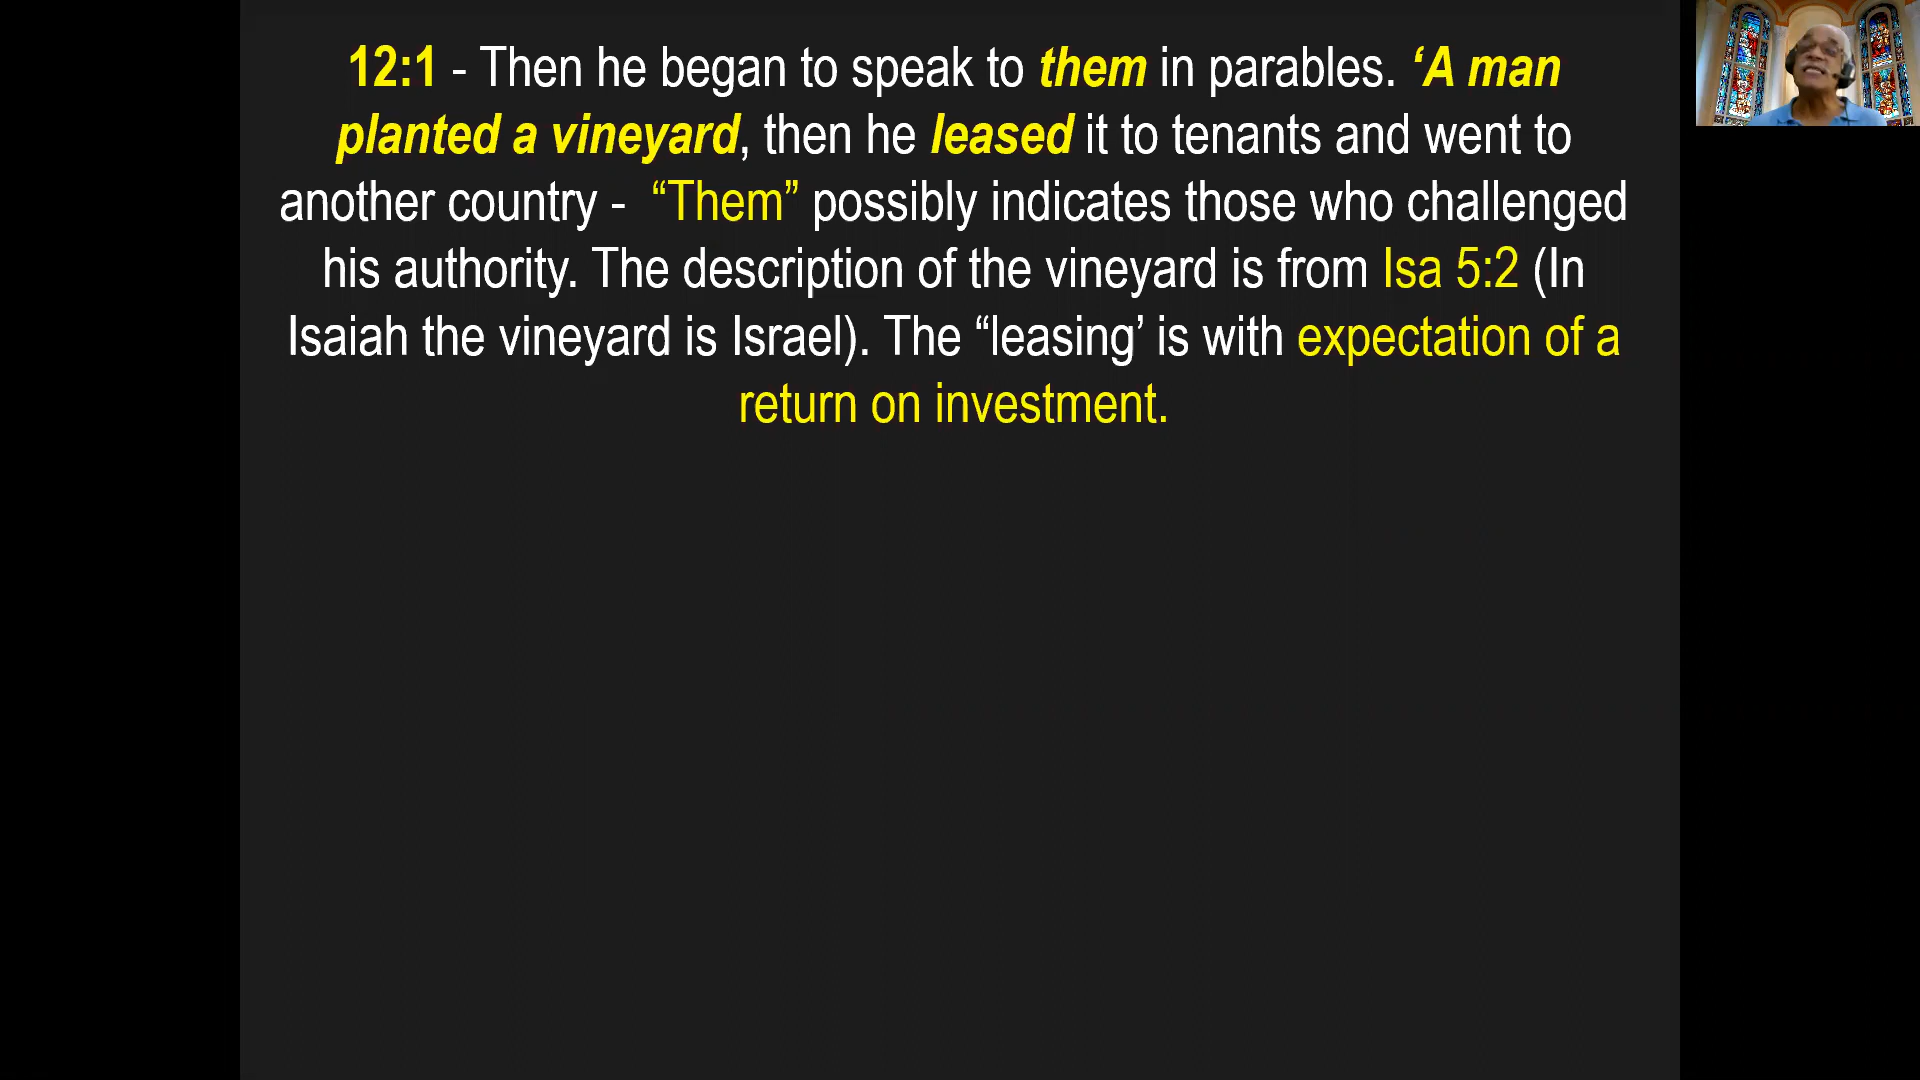 12:1 - Then he began to speak to them in parables. ‘A man
planted a vineyard, then he leased it to tenants and went to
another country -  “Them” possibly indicates those who challenged
his authority. The description of the vineyard is from Isa 5:2 (In
Isaiah the vineyard is Israel). The “leasing’ is with expectation of a
return on investment.